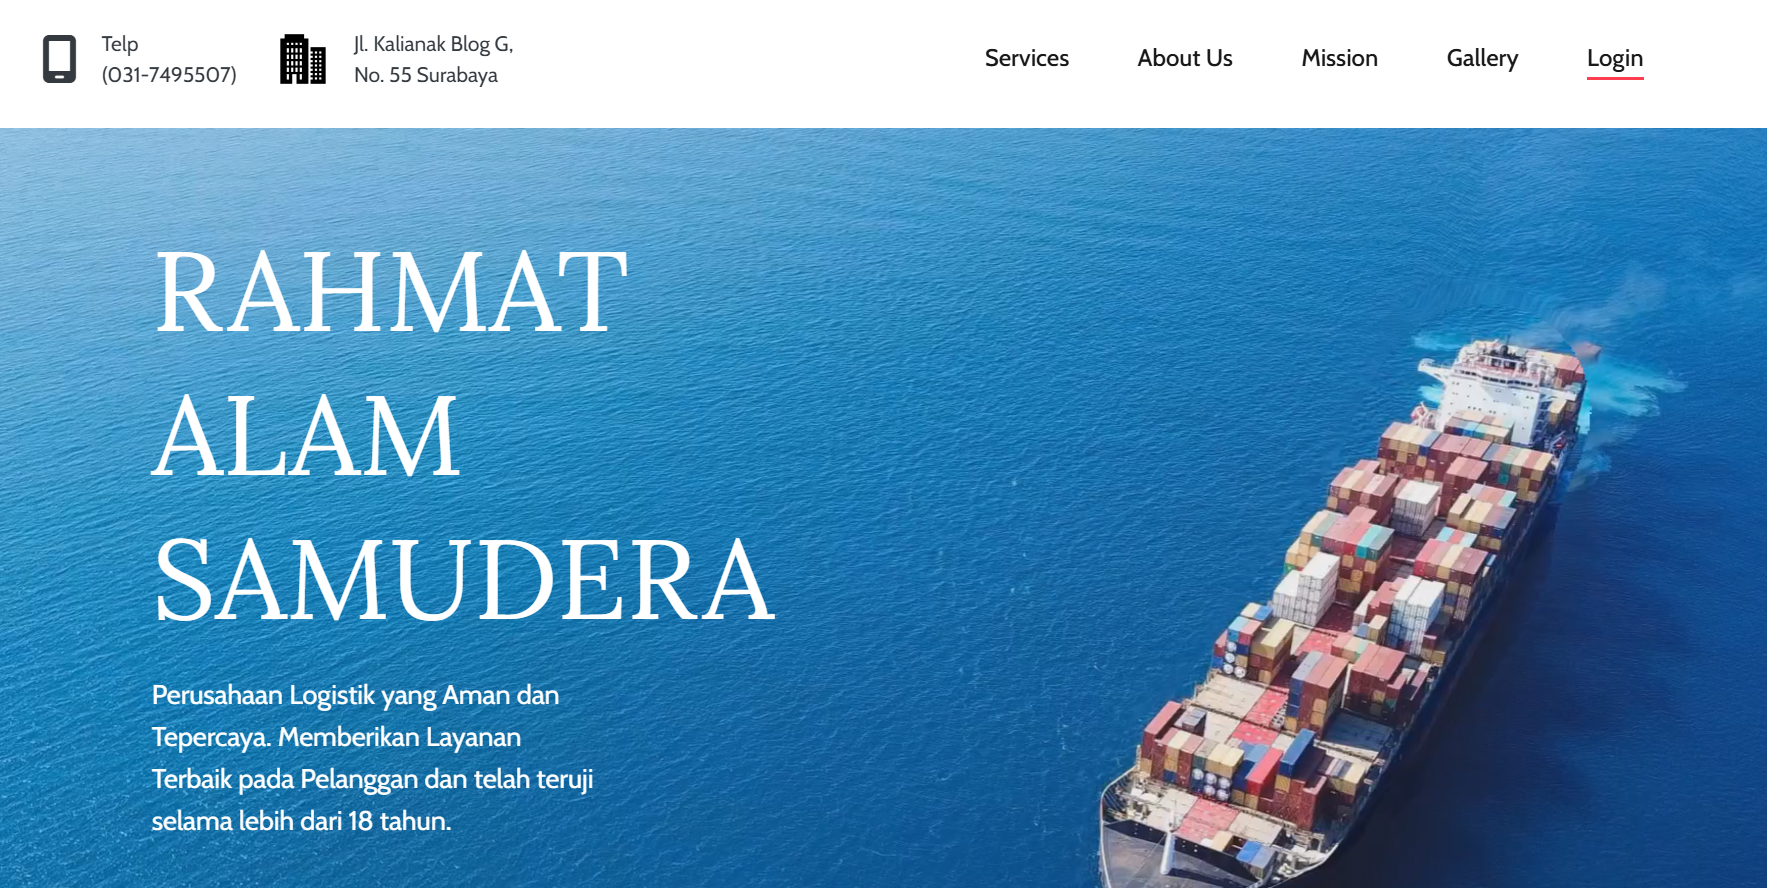 Telp
(031-7495507)
Jl. Kalianak Blog G,
No. 55 Surabaya
Services
About Us
Mission
Gallery
Login
RAHMAT
ALAM
SAMUDERA
Perusahaan Logistik yang Aman dan
Tepercaya. Memberikan Layanan
Terbaik pada Pelanggan dan telah teruji
selama lebih dari 18 tahun.